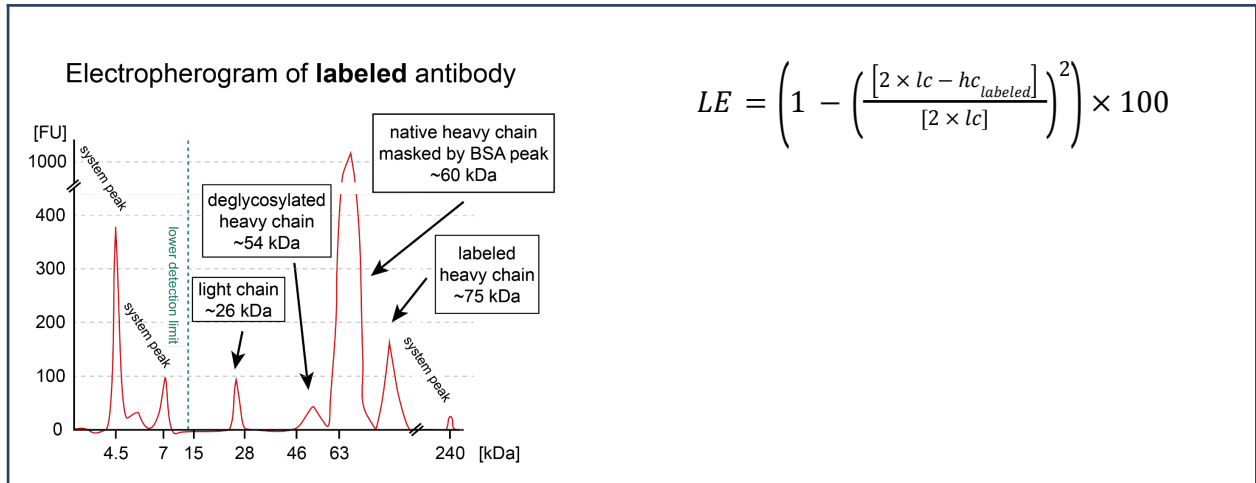 Electropherogram of labeled antibody
[FU]
1000
400
300
200
100
0
system peak
system peak
lower detection limit
light chain
~26 kDa
deglycosylated
heavy chain
~54 kDa
native heavy chain
masked by BSA peak
~60 kDa
labeled
heavy chain
~75 kDa
system peak
4.5 7 15 28 46 63 240 [kDa]
LE = (1 − ([2 × lc − hc_labeled] / [2 × lc])²) × 100